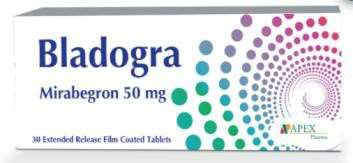 Bladogra
Mirabegron 50 mg
30 Extended Release Film Coated Tablets
APEX
Pharma